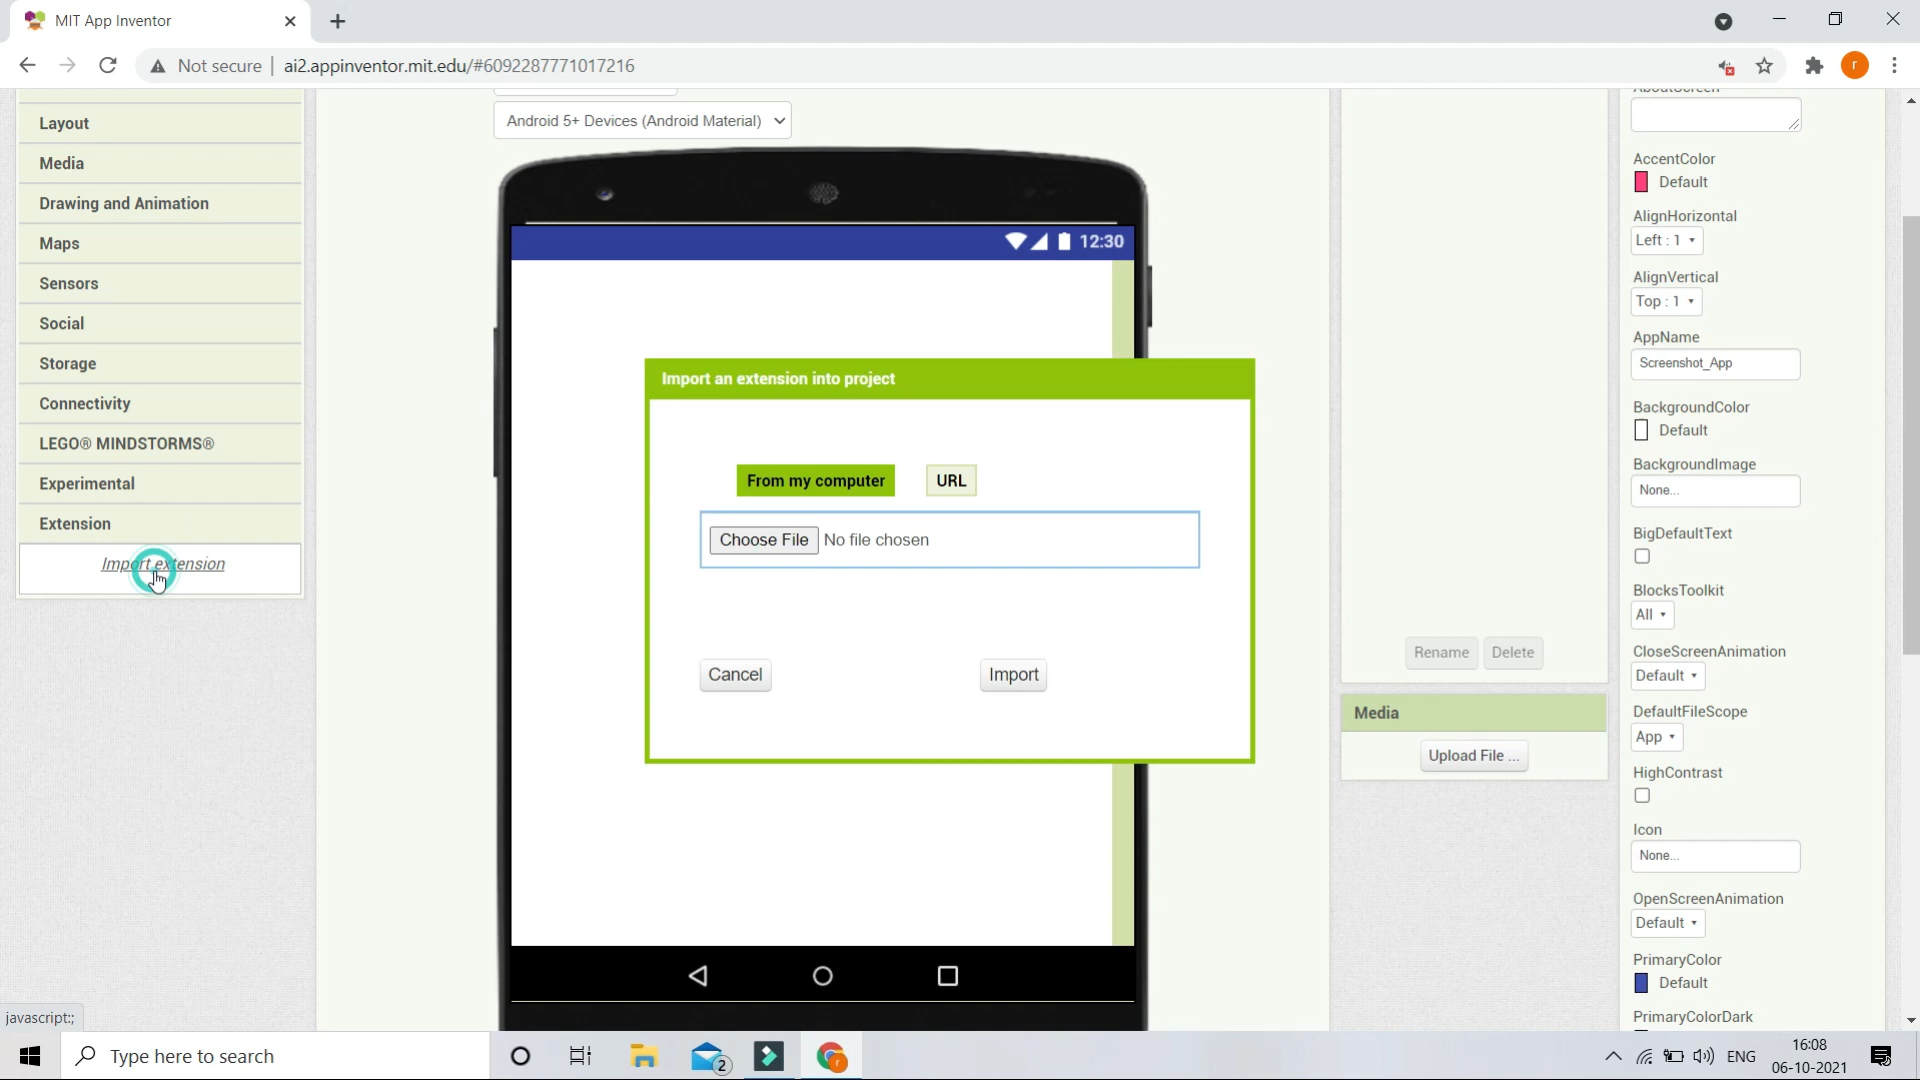 MIT App Inventor
Not secure
ai2.appinventor.mit.edu/#6092287771017216
r
Layout
Media
Drawing and Animation
Maps
Sensors
Social
Storage
Connectivity
LEGO® MINDSTORMS®
Experimental
Extension
Import extension
Android 5+ Devices (Android Material)
12:30
Import an extension into project
From my computer
URL
Choose File No file chosen
Cancel
Import
Rename
Delete
Media
Upload File ...
AboutScreen
AccentColor
Default
AlignHorizontal
Left : 1
AlignVertical
Top : 1
AppName
Screenshot_App
BackgroundColor
Default
BackgroundImage
None...
BigDefaultText
BlocksToolkit
All
CloseScreenAnimation
Default
DefaultFileScope
App
HighContrast
Icon
None...
OpenScreenAnimation
Default
PrimaryColor
Default
PrimaryColorDark
javascript:;
Type here to search
2
r
ENG
16:08
06-10-2021